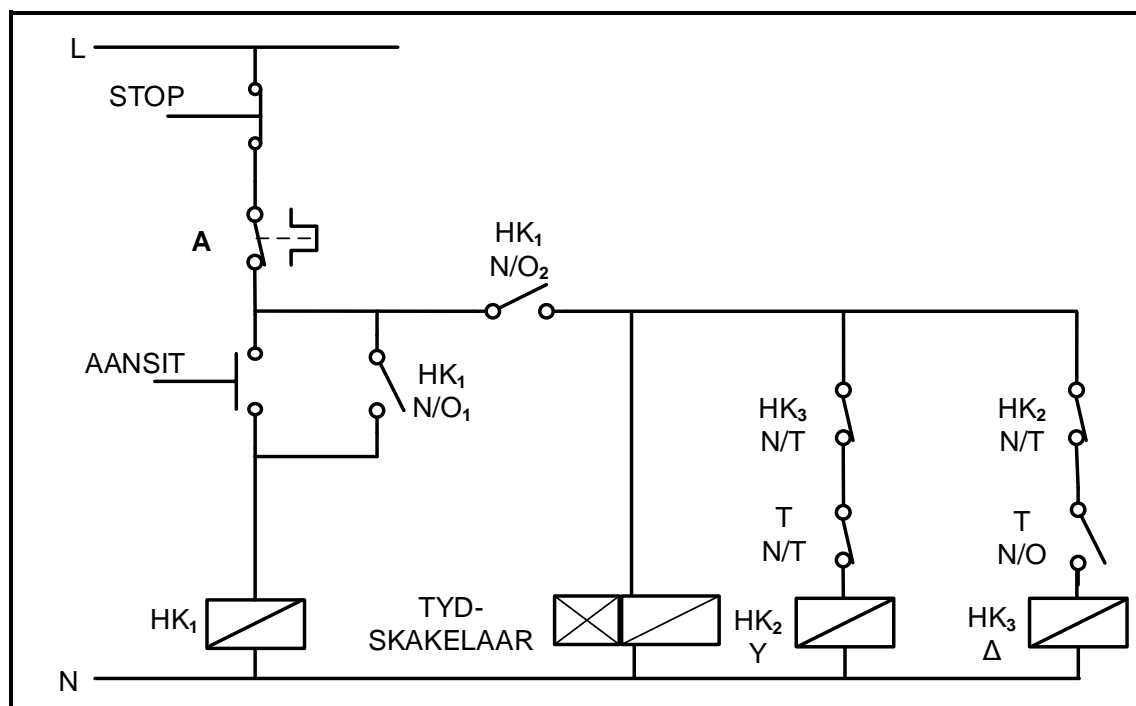 L
STOP
A
HK₁
N/O₂
AANSIT
HK₁
N/O₁
HK₃
N/T
HK₂
N/T
T
N/T
T
N/O
HK₁
TYD-
SKAKELAAR
HK₂
Y
HK₃
Δ
N